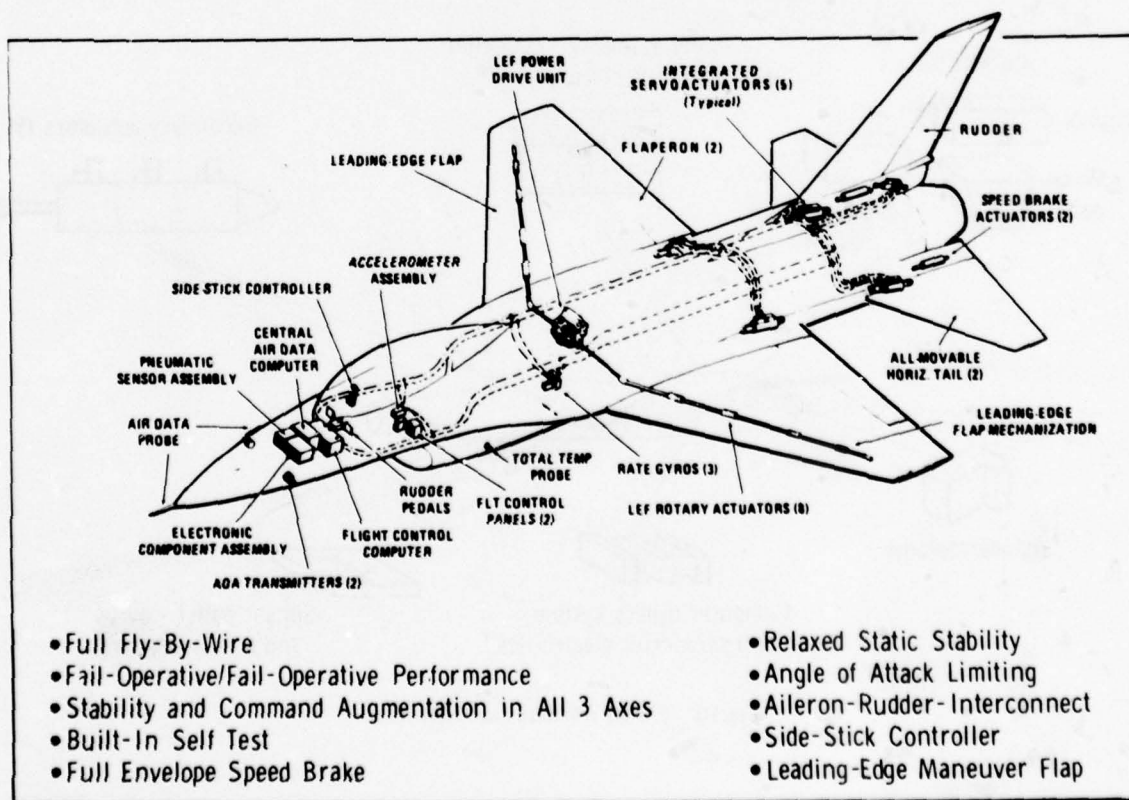 LEF POWER
DRIVE UNIT
INTEGRATED
SERVOACTUATORS (5)
(Typical)
RUDDER
FLAPERON (2)
LEADING-EDGE FLAP
SPEED BRAKE
ACTUATORS (2)
ACCELEROMETER
ASSEMBLY
SIDE-STICK CONTROLLER
CENTRAL
AIR DATA
COMPUTER
PNEUMATIC
SENSOR ASSEMBLY
AIR DATA
PROBE
ALL-MOVABLE
HORIZ. TAIL (2)
LEADING-EDGE
FLAP MECHANIZATION
TOTAL TEMP
PROBE
RATE GYROS (3)
RUDDER
PEDALS
FLT CONTROL
PANELS (2)
LEF ROTARY ACTUATORS (8)
ELECTRONIC
COMPONENT ASSEMBLY
FLIGHT CONTROL
COMPUTER
AOA TRANSMITTERS (2)
•Full Fly-By-Wire
•Fail-Operative/Fail-Operative Performance
•Stability and Command Augmentation in All 3 Axes
•Built-In Self Test
•Full Envelope Speed Brake
•Relaxed Static Stability
•Angle of Attack Limiting
•Aileron-Rudder-Interconnect
•Side-Stick Controller
•Leading-Edge Maneuver Flap